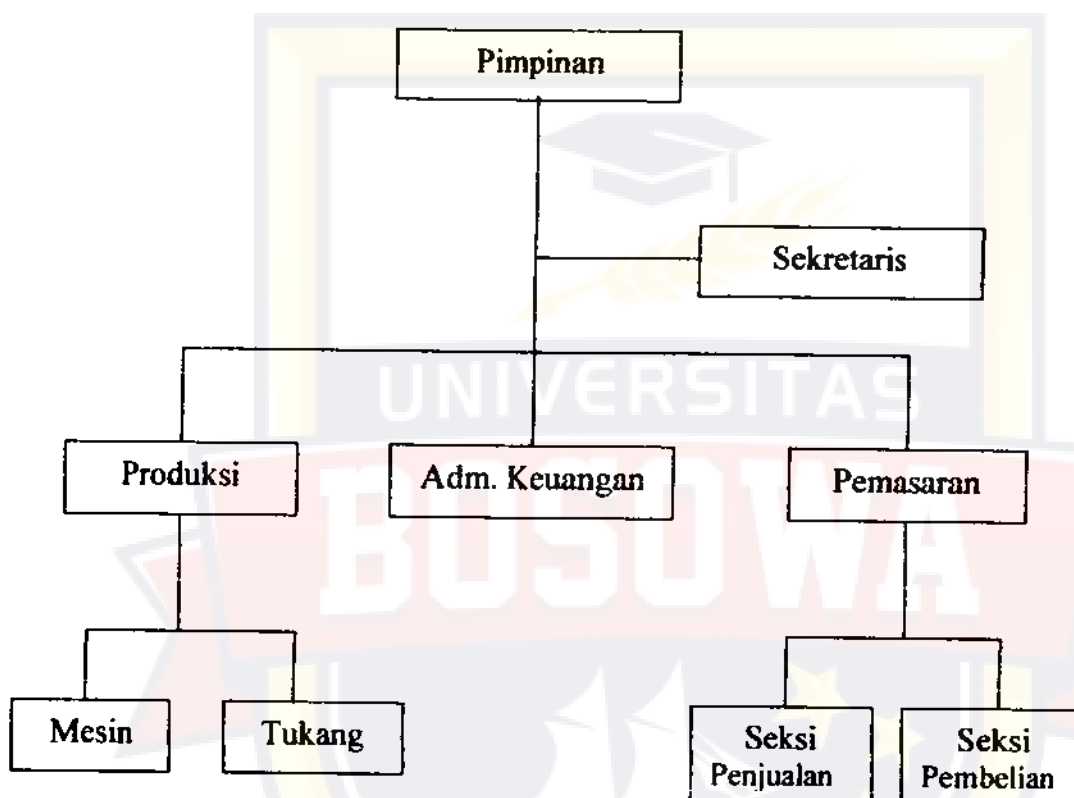 Pimpinan
Sekretaris
UNIVERSITAS
BOSOWA
Produksi
Adm. Keuangan
Pemasaran
Mesin
Tukang
Seksi
Penjualan
Seksi
Pembelian